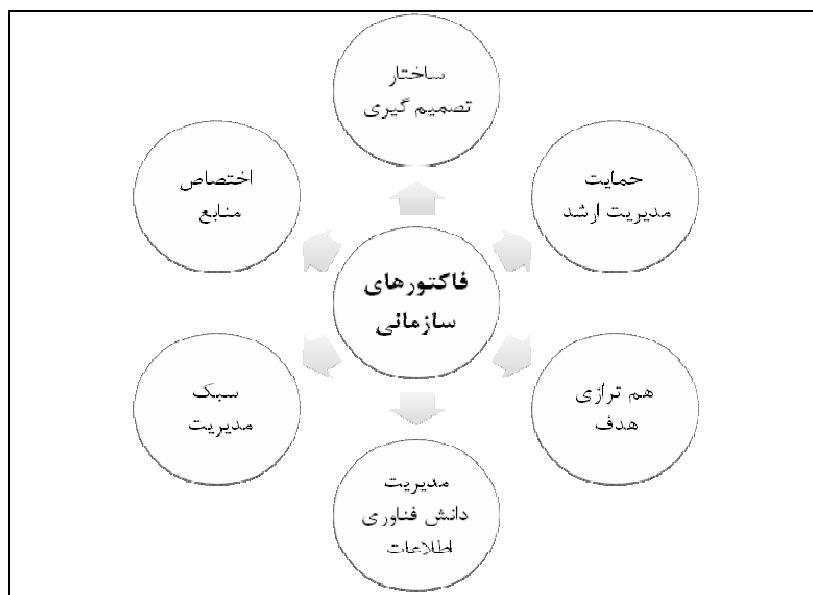 ساختار
تصمیم گیری
حمایت
مدیریت ارشد
هم ترازی
هدف
مدیریت
دانش فناوری
اطلاعات
سبک
مدیریت
اختصاص
منابع
فاکتورهای
سازمانی